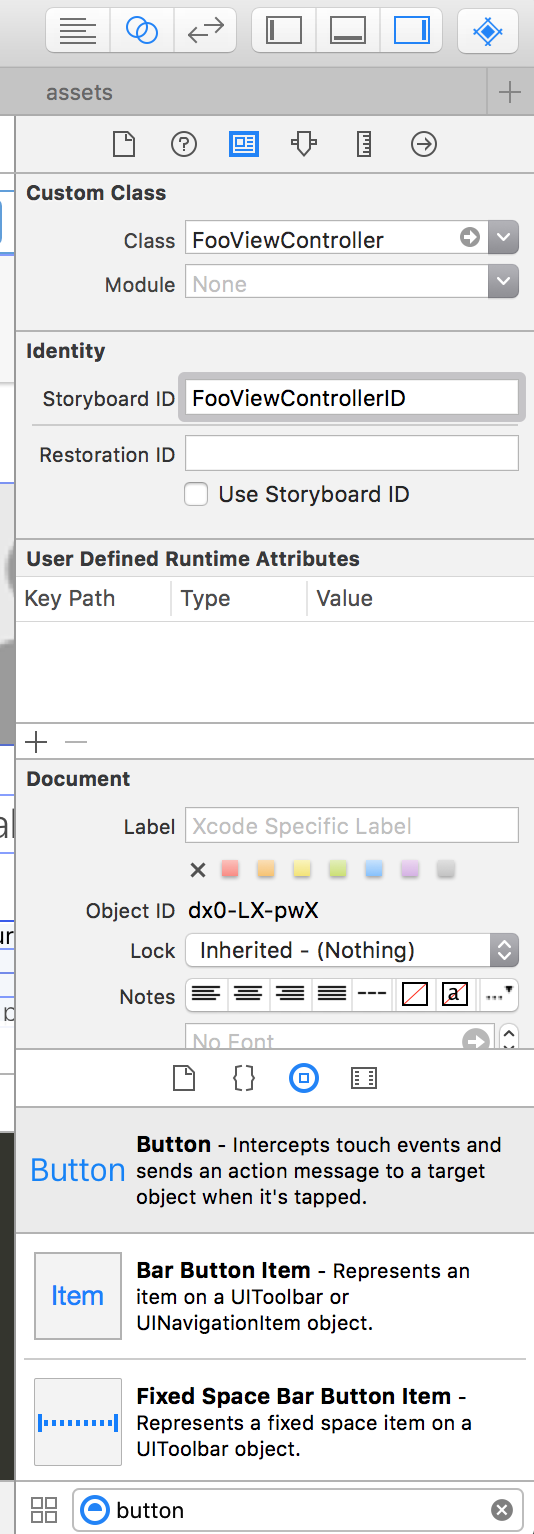 assets
Custom Class
Class FooViewController
Module None
Identity
Storyboard ID FooViewControllerID
Restoration ID
Use Storyboard ID
User Defined Runtime Attributes
Key Path Type Value
Document
Label Xcode Specific Label
Object ID dx0-LX-pwX
Lock Inherited - (Nothing)
Notes
a
No Font
Button
Button - Intercepts touch events and
sends an action message to a target
object when it's tapped.
Item
Bar Button Item - Represents an
item on a UIToolbar or
UINavigationItem object.
Fixed Space Bar Button Item -
Represents a fixed space item on a
UIToolbar object.
button